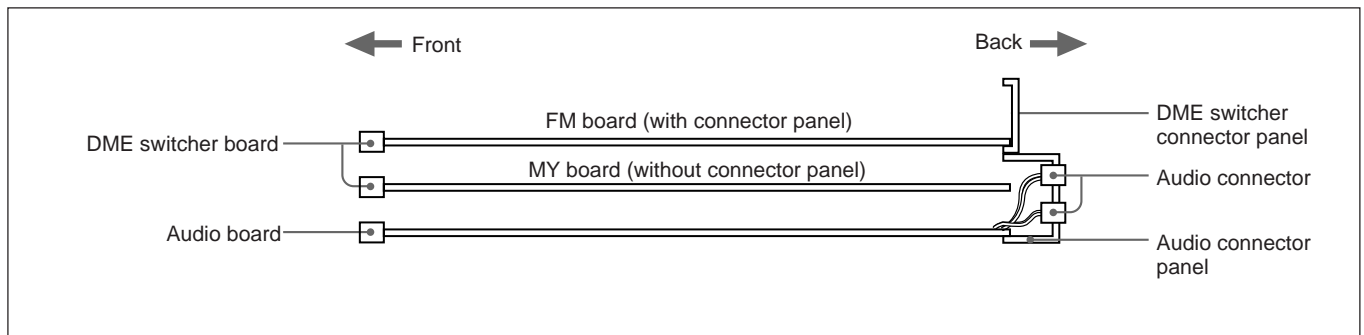 Front
Back
FM board (with connector panel)
DME switcher
connector panel
DME switcher board
MY board (without connector panel)
Audio connector
Audio board
Audio connector
panel